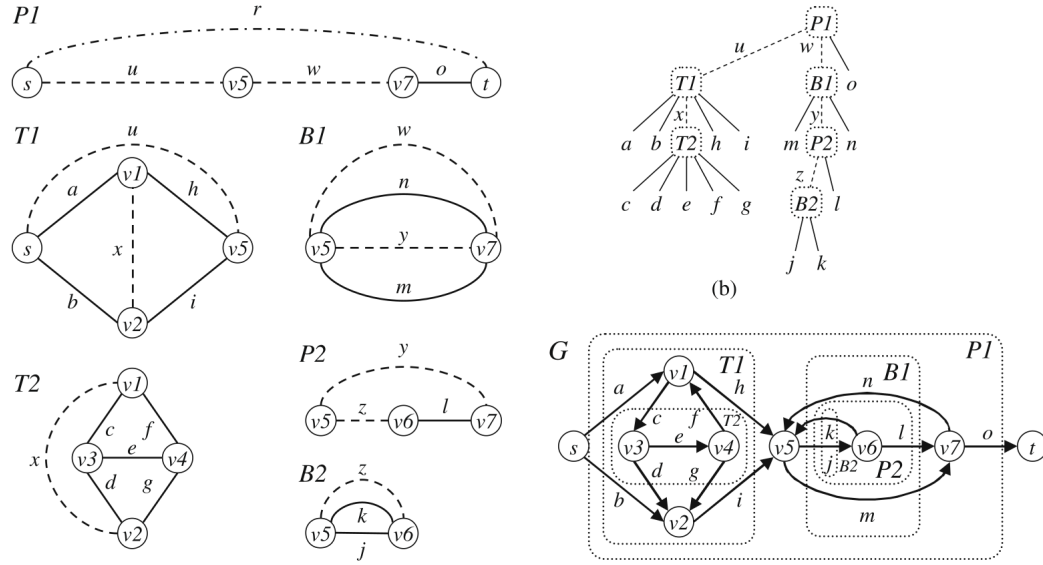 P1
r
s u v5 w v7 o t
T1
u
v1
a h
s x v5
b i
v2
B1
w
n
v5 y v7
m
T2
v1
c f
x v3 e v4
d g
v2
P2
y
v5 z v6 l v7
B2
z
k
v5 v6
j
P1
u w
T1 B1 o
x y
a b T2 h i m P2 n
z
c d e f g B2 l
j k
(b)
G P1
T1 B1
v1 n
a h
c f T2 k
s v3 e v4 v5 v6 l v7 o t
d g j B2 P2
b i
v2 m